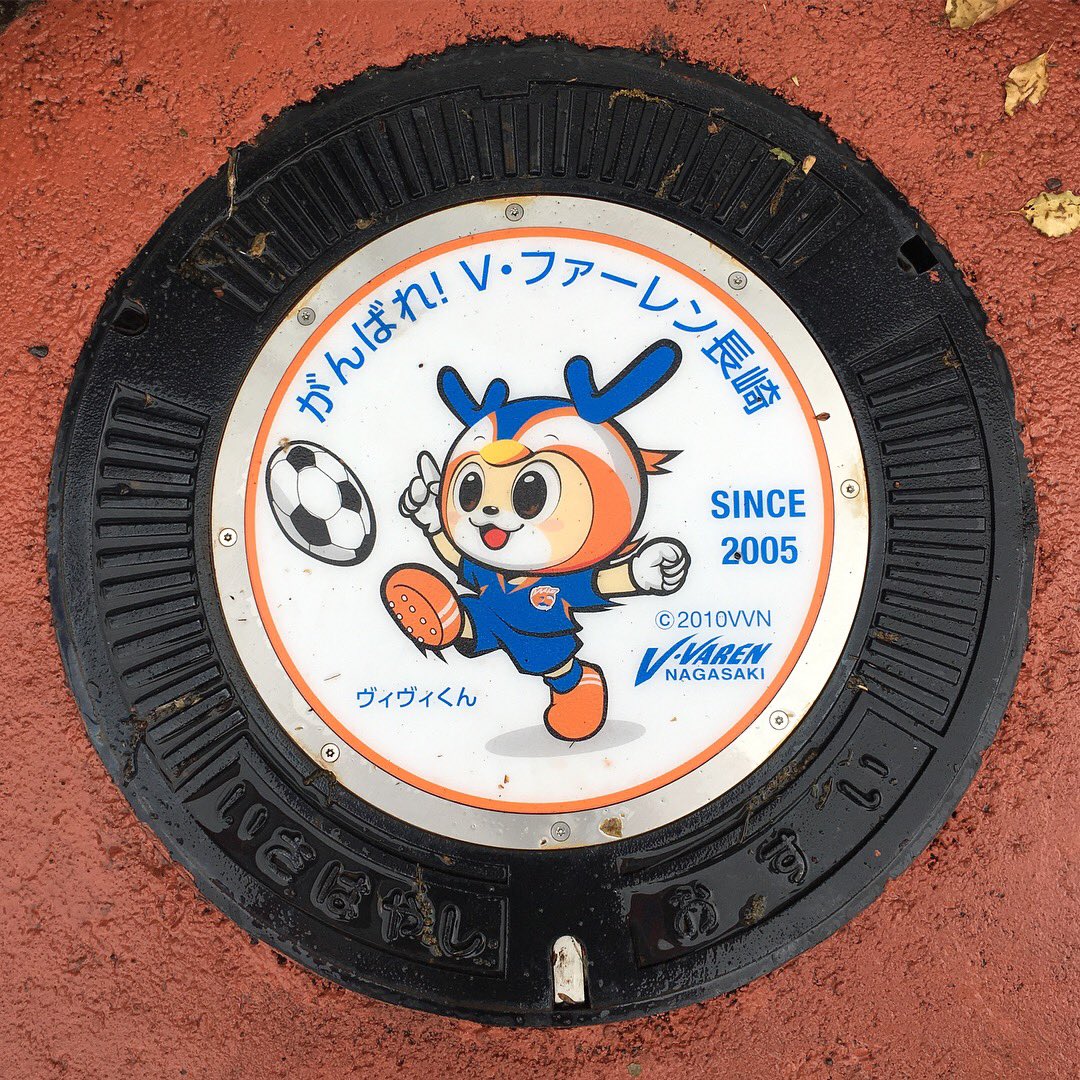 がんばれ! V・ファーレン長崎
SINCE
2005
©2010VVN
V・VAREN
NAGASAKI
ヴィヴィくん
いさはやし
おすい